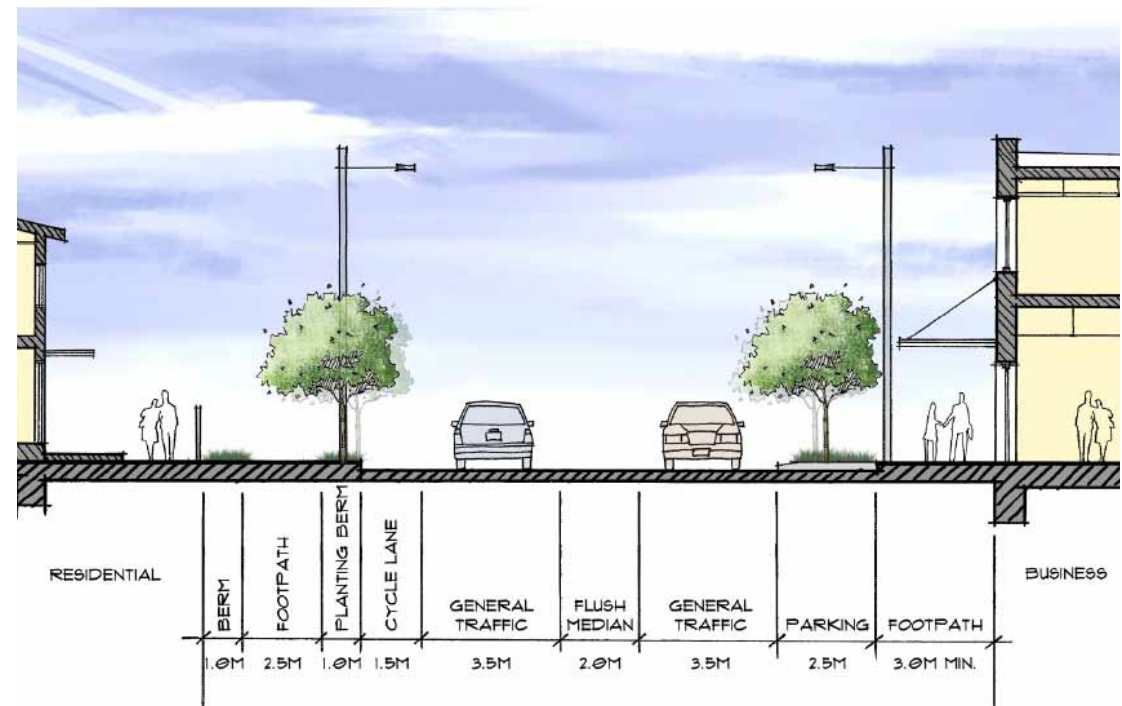 RESIDENTIAL
BERM
FOOTPATH
PLANTING BERM
CYCLE LANE
GENERAL
TRAFFIC
FLUSH
MEDIAN
GENERAL
TRAFFIC
PARKING
FOOTPATH
BUSINESS
1.0M
2.5M
1.0M
1.5M
3.5M
2.0M
3.5M
2.5M
3.0M MIN.